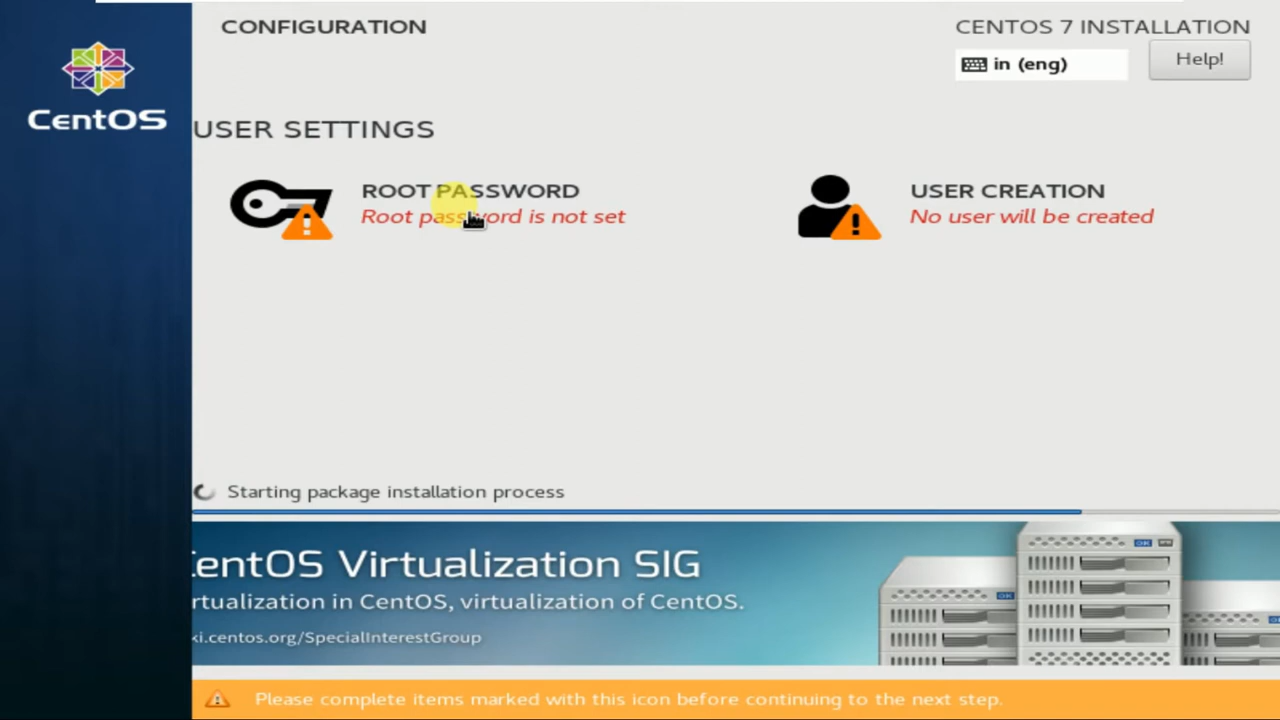 CONFIGURATION
CENTOS 7 INSTALLATION
in (eng)
Help!
CentOS
USER SETTINGS
ROOT PASSWORD
Root password is not set
USER CREATION
No user will be created
Starting package installation process
CentOS Virtualization SIG
rtualization in CentOS, virtualization of CentOS.
ki.centos.org/SpecialInterestGroup
Please complete items marked with this icon before continuing to the next step.